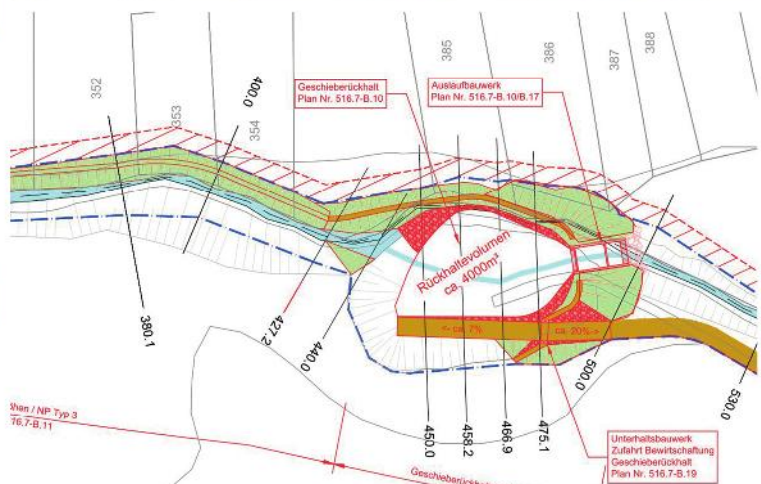 352
353
400.0
354
385
386
387
388
Geschieberückhalt
Plan Nr. 516.7-B.10
Auslaufbauwerk
Plan Nr. 516.7-B.10/B.17
Rückhaltevolumen
ca. 4000m³
<- ca. 7%
ca. 20%->
380.1
427.2
440.0
450.0
458.2
466.9
475.1
500.0
530.0
/ NP Typ 3
516.7-B.11
Unterhaltsbauwerk
Zufahrt Bewirtschaftung
Geschieberückhalt
Plan Nr. 516.7-B.19